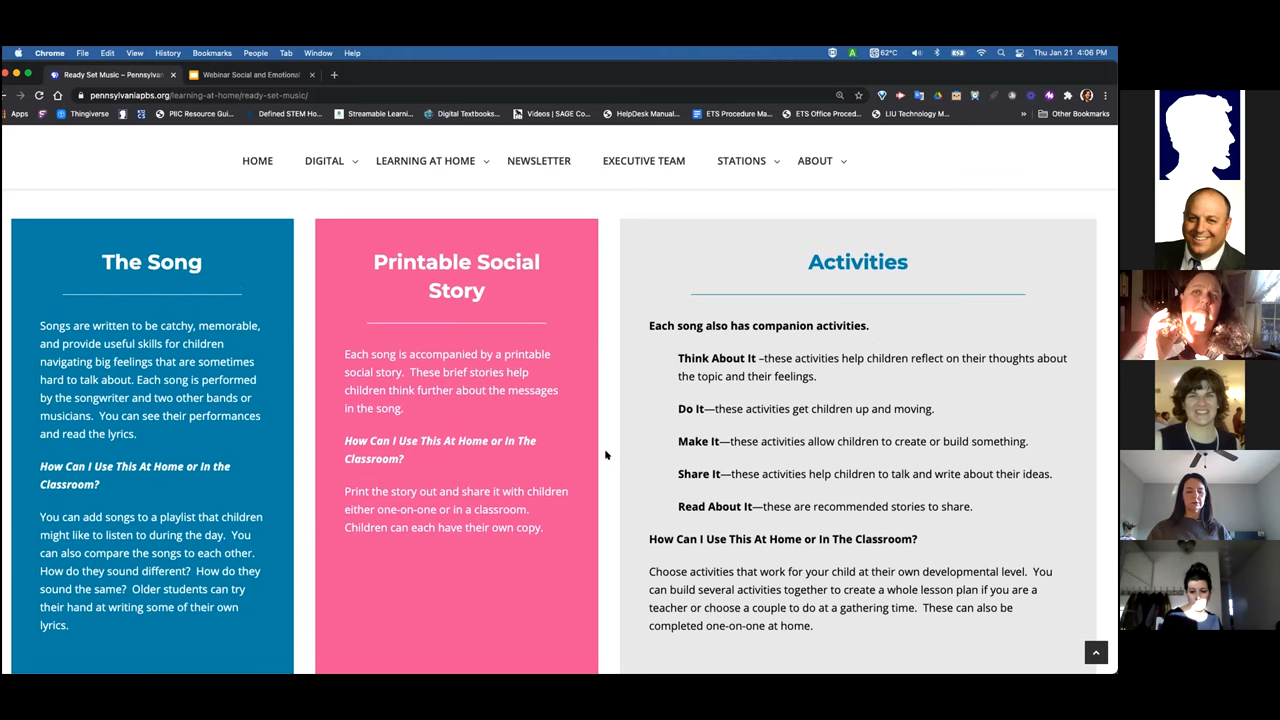 Chrome File Edit View History Bookmarks People Tab Window Help
62°C
Thu Jan 21 4:06 PM
Ready Set Music – Pennsylvan
Webinar Social and Emotional
pennsylvaniapbs.org/learning-at-home/ready-set-music/
Apps
Thingiverse
PIIC Resource Gui...
Defined STEM Ho...
Streamable Learni...
Digital Textbooks...
Videos | SAGE Co...
HelpDesk Manual...
ETS Procedure Ma...
ETS Office Proced...
LIU Technology M...
»
Other Bookmarks
HOME
DIGITAL
LEARNING AT HOME
NEWSLETTER
EXECUTIVE TEAM
STATIONS
ABOUT
The Song
Songs are written to be catchy, memorable,
and provide useful skills for children
navigating big feelings that are sometimes
hard to talk about. Each song is performed
by the songwriter and two other bands or
musicians. You can see their performances
and read the lyrics.
How Can I Use This At Home or In the
Classroom?
You can add songs to a playlist that children
might like to listen to during the day. You
can also compare the songs to each other.
How do they sound different? How do they
sound the same? Older students can try
their hand at writing some of their own
lyrics.
Printable Social
Story
Each song is accompanied by a printable
social story. These brief stories help
children think further about the messages
in the song.
How Can I Use This At Home or In The
Classroom?
Print the story out and share it with children
either one-on-one or in a classroom.
Children can each have their own copy.
Activities
Each song also has companion activities.
Think About It –these activities help children reflect on their thoughts about
the topic and their feelings.
Do It—these activities get children up and moving.
Make It—these activities allow children to create or build something.
Share It—these activities help children to talk and write about their ideas.
Read About It—these are recommended stories to share.
How Can I Use This At Home or In The Classroom?
Choose activities that work for your child at their own developmental level. You
can build several activities together to create a whole lesson plan if you are a
teacher or choose a couple to do at a gathering time. These can also be
completed one-on-one at home.